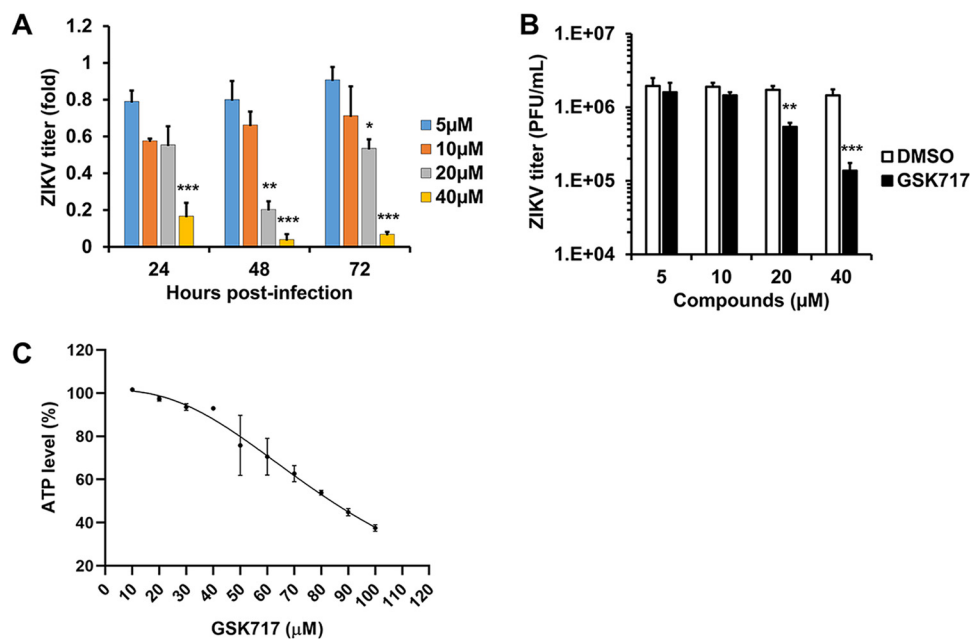 A
ZIKV titer (fold)
1
0.8
0.6
0.4
0.2
0
***
**
***
*
***
24
48
72
Hours post-infection
5µM
10µM
20µM
40µM
B
ZIKV titer (PFU/mL)
1.E+07
1.E+06
1.E+05
1.E+04
**
***
5
10
20
40
Compounds (µM)
DMSO
GSK717
C
ATP level (%)
120
100
80
60
40
20
0
10
20
30
40
50
60
70
80
90
100
110
120
GSK717 (µM)